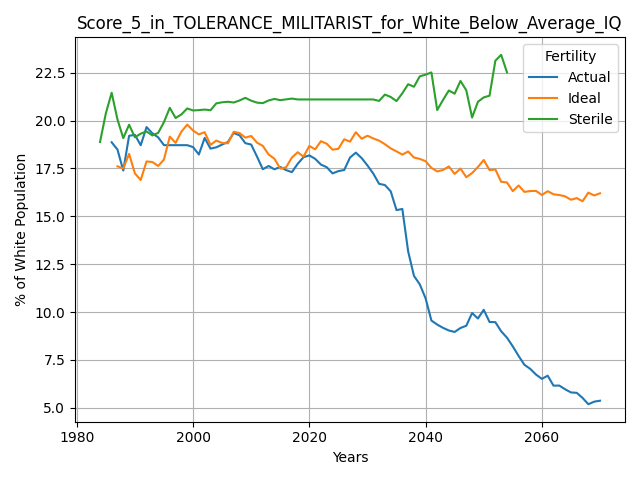 Score_5_in_TOLERANCE_MILITARIST_for_White_Below_Average_IQ
Fertility
Actual
Ideal
Sterile
% of White Population
22.5
20.0
17.5
15.0
12.5
10.0
7.5
5.0
1980
2000
2020
2040
2060
Years